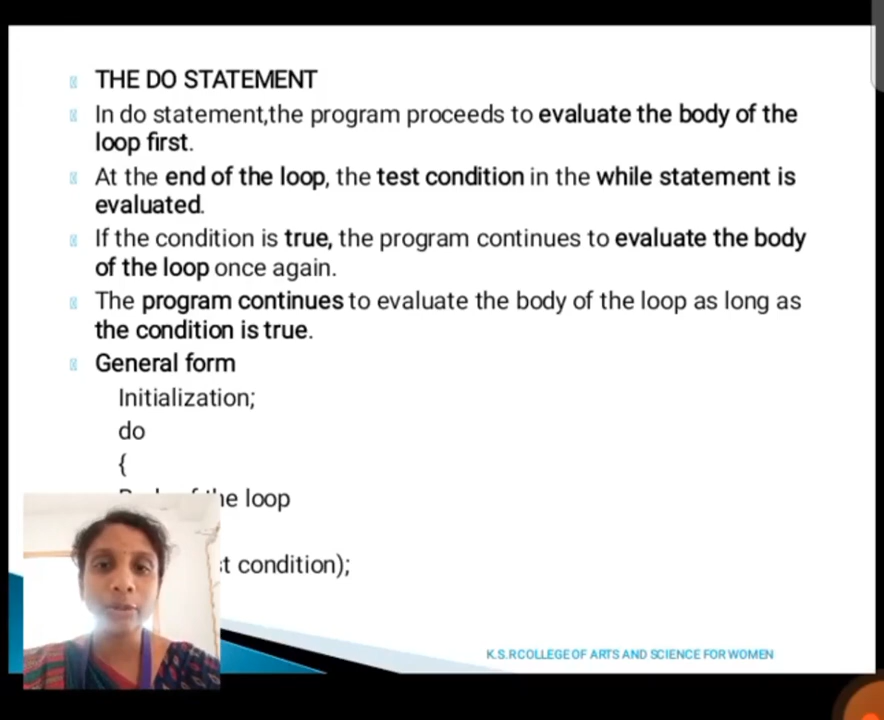 THE DO STATEMENT
In do statement,the program proceeds to evaluate the body of the
loop first.
At the end of the loop, the test condition in the while statement is
evaluated.
If the condition is true, the program continues to evaluate the body
of the loop once again.
The program continues to evaluate the body of the loop as long as
the condition is true.
General form
Initialization;
do
{
the loop
condition);
K.S.R COLLEGE OF ARTS AND SCIENCE FOR WOMEN